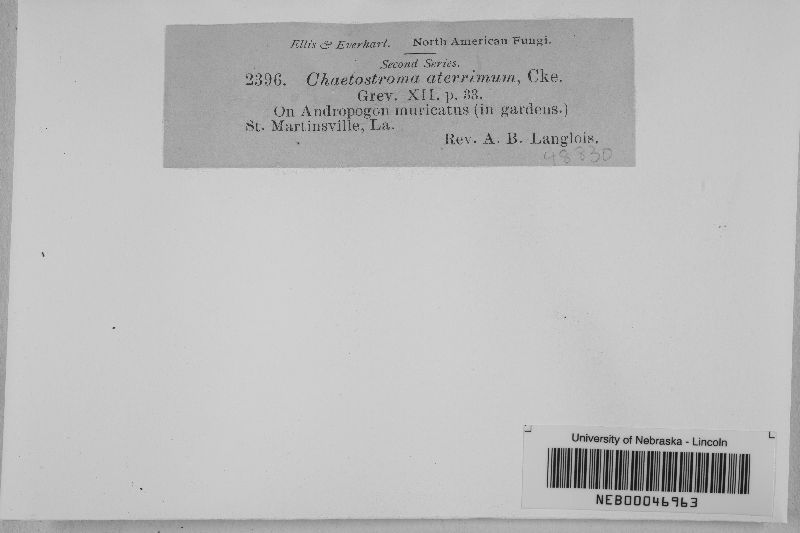 Ellis & Everhart. North American Fungi.
Second Series.
2396. Chaetostroma aterrimum, Cke.
Grev. XII. p. 33.
On Andropogon muricatus (in gardens.)
St. Martinsville, La.
Rev. A. B. Langlois.
48830
University of Nebraska - Lincoln
NEB00046963